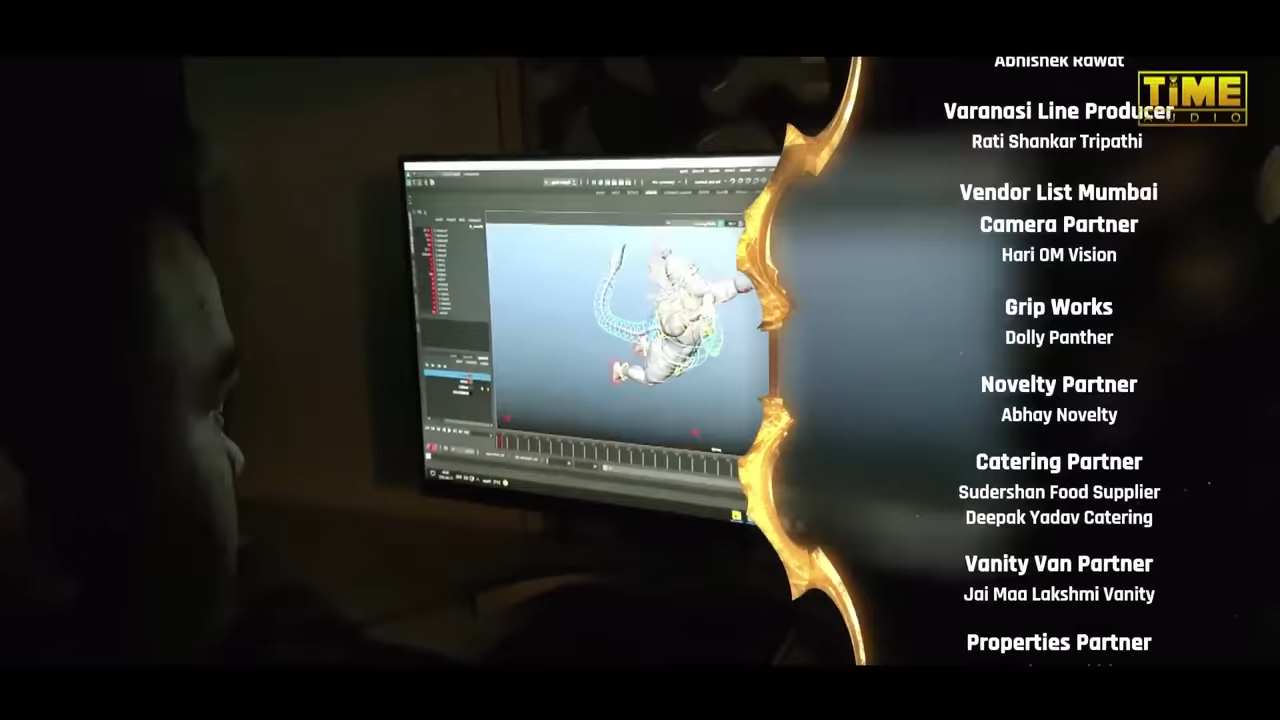 Abhishek Rawat
TiME
AUDIO
Varanasi Line Producer
Rati Shankar Tripathi
Vendor List Mumbai
Camera Partner
Hari OM Vision
Grip Works
Dolly Panther
Novelty Partner
Abhay Novelty
Catering Partner
Sudershan Food Supplier
Deepak Yadav Catering
Vanity Van Partner
Jai Maa Lakshmi Vanity
Properties Partner